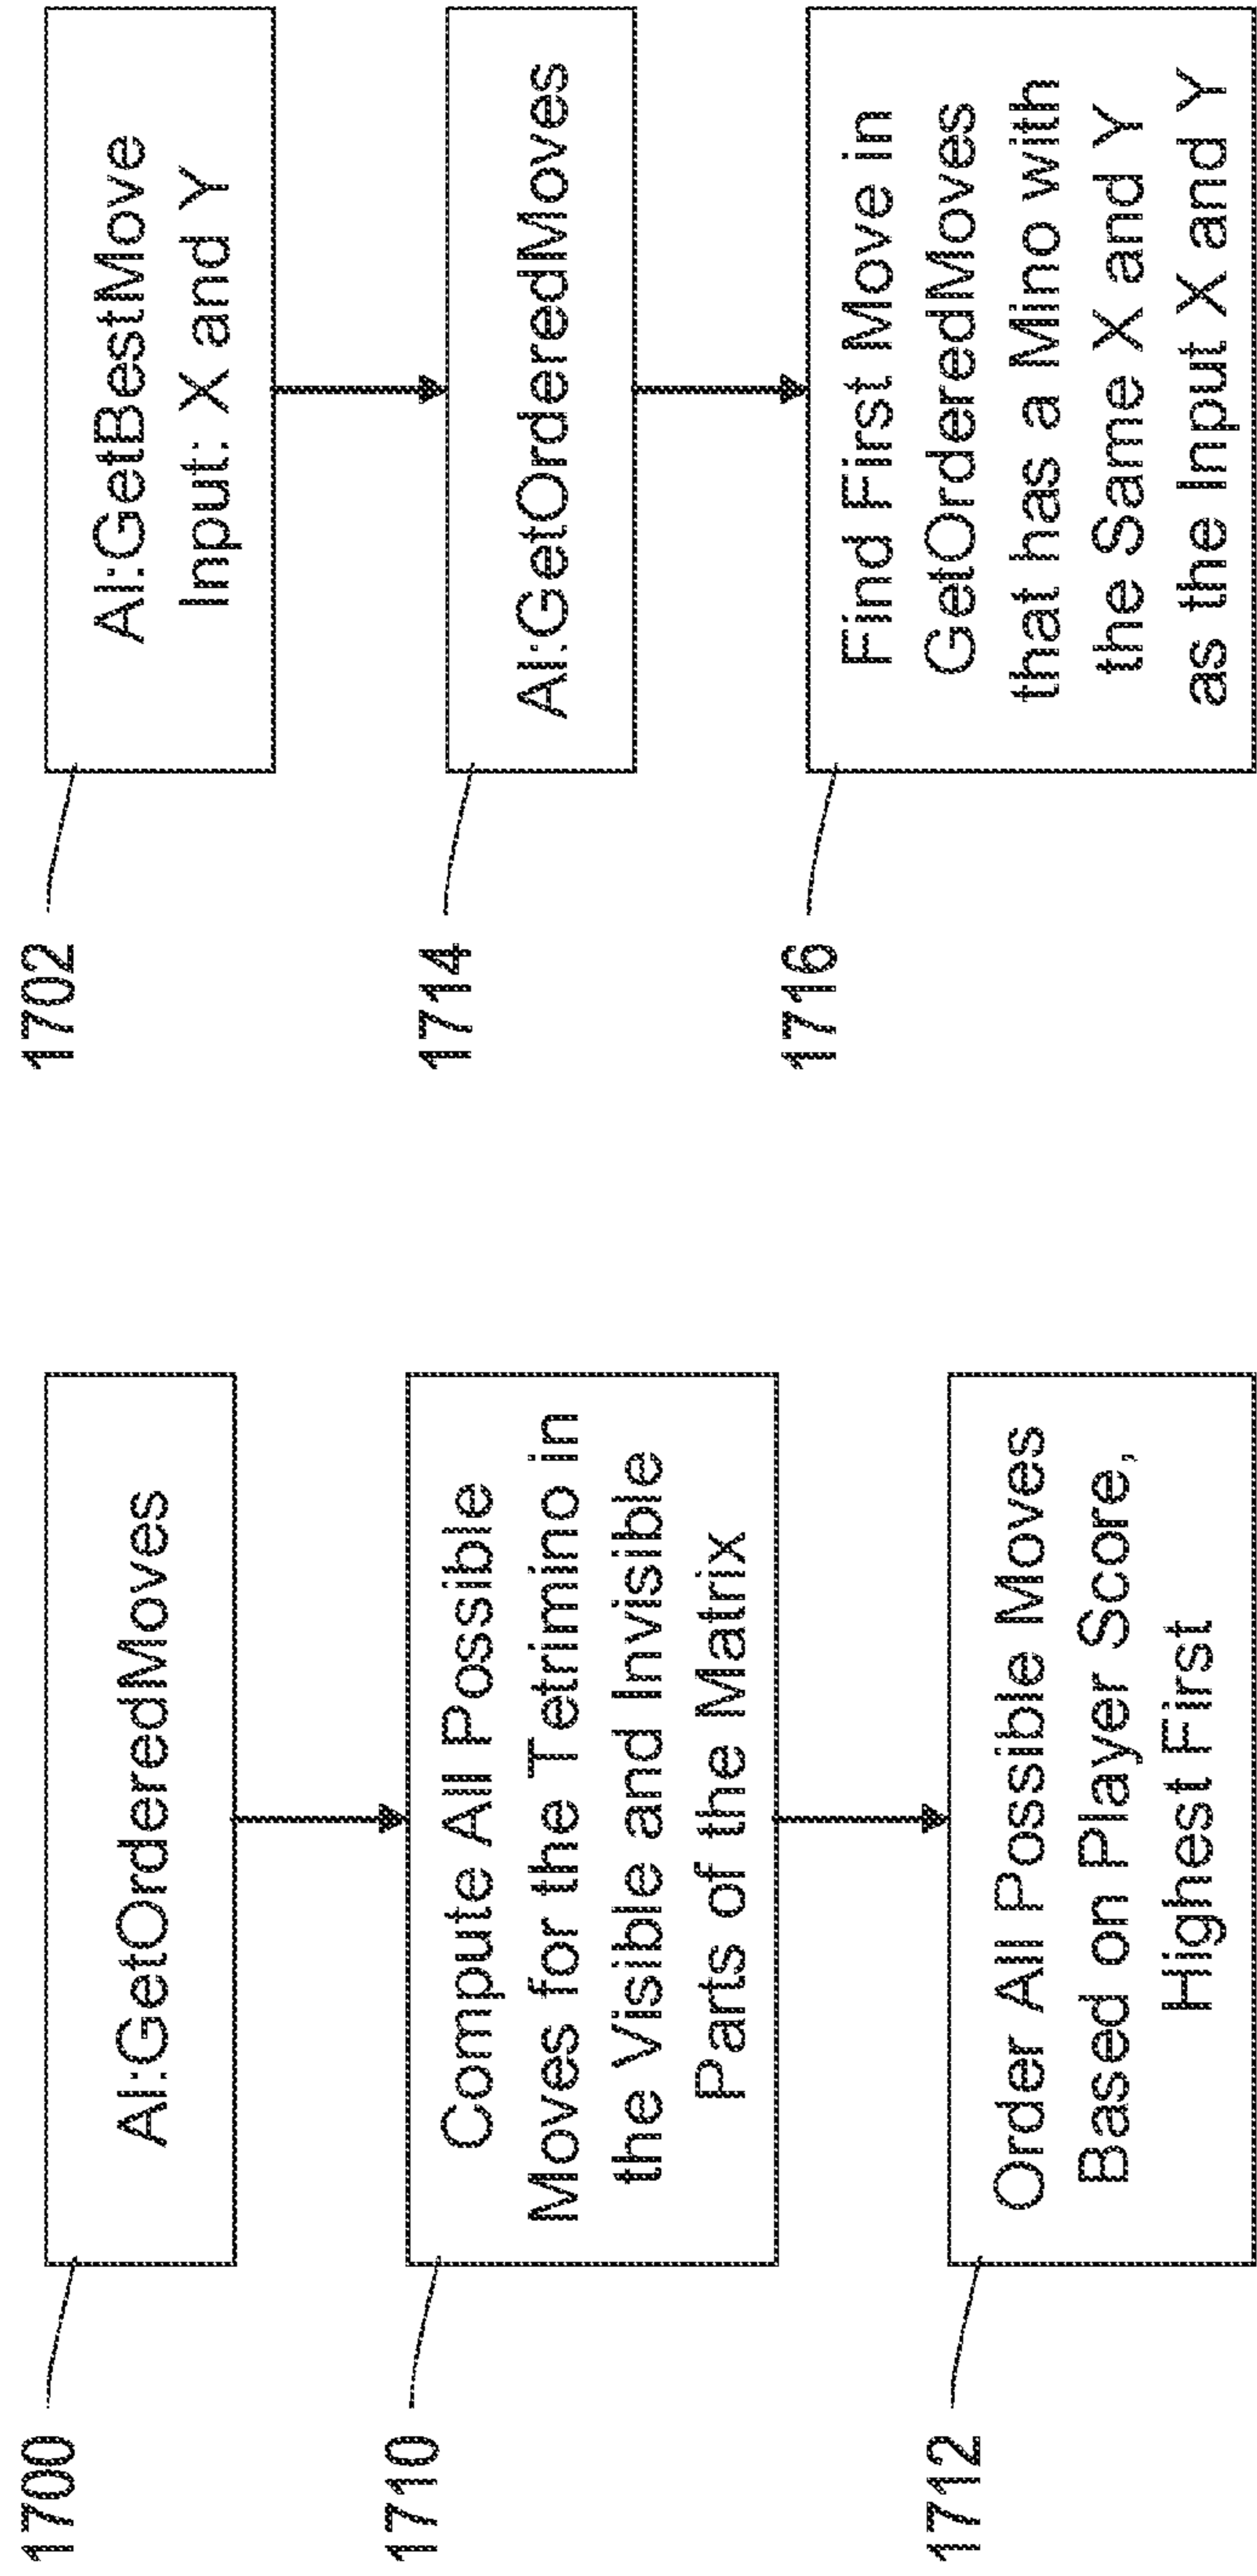 1700
AI:GetOrderedMoves
1710
Compute All Possible
Moves for the Tetrimino in
the Visible and Invisible
Parts of the Matrix
1712
Order All Possible Moves
Based on Player Score,
Highest First
1702
AI:GetBestMove
Input: X and Y
1714
AI:GetOrderedMoves
1716
Find First Move in
GetOrderedMoves
that has a Mino with
the Same X and Y
as the Input X and Y